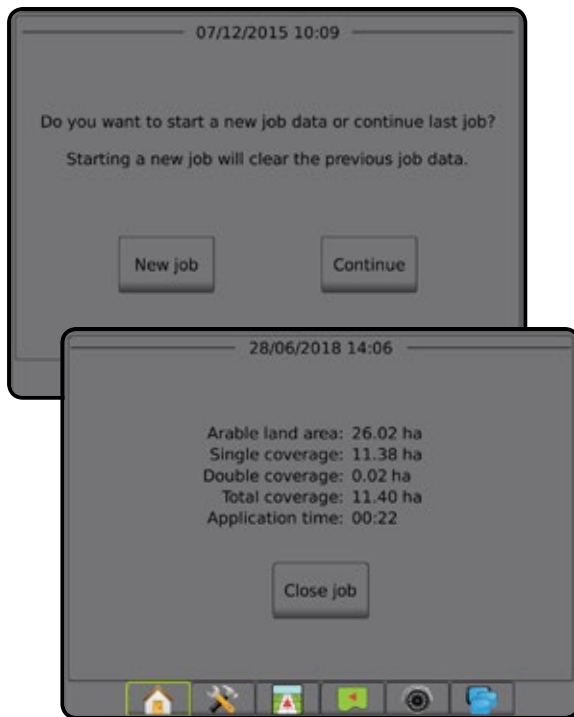 07/12/2015 10:09
Do you want to start a new job data or continue last job?
Starting a new job will clear the previous job data.
New job
Continue
28/06/2018 14:06
Arable land area: 26.02 ha
Single coverage: 11.38 ha
Double coverage: 0.02 ha
Total coverage: 11.40 ha
Application time: 00:22
Close job